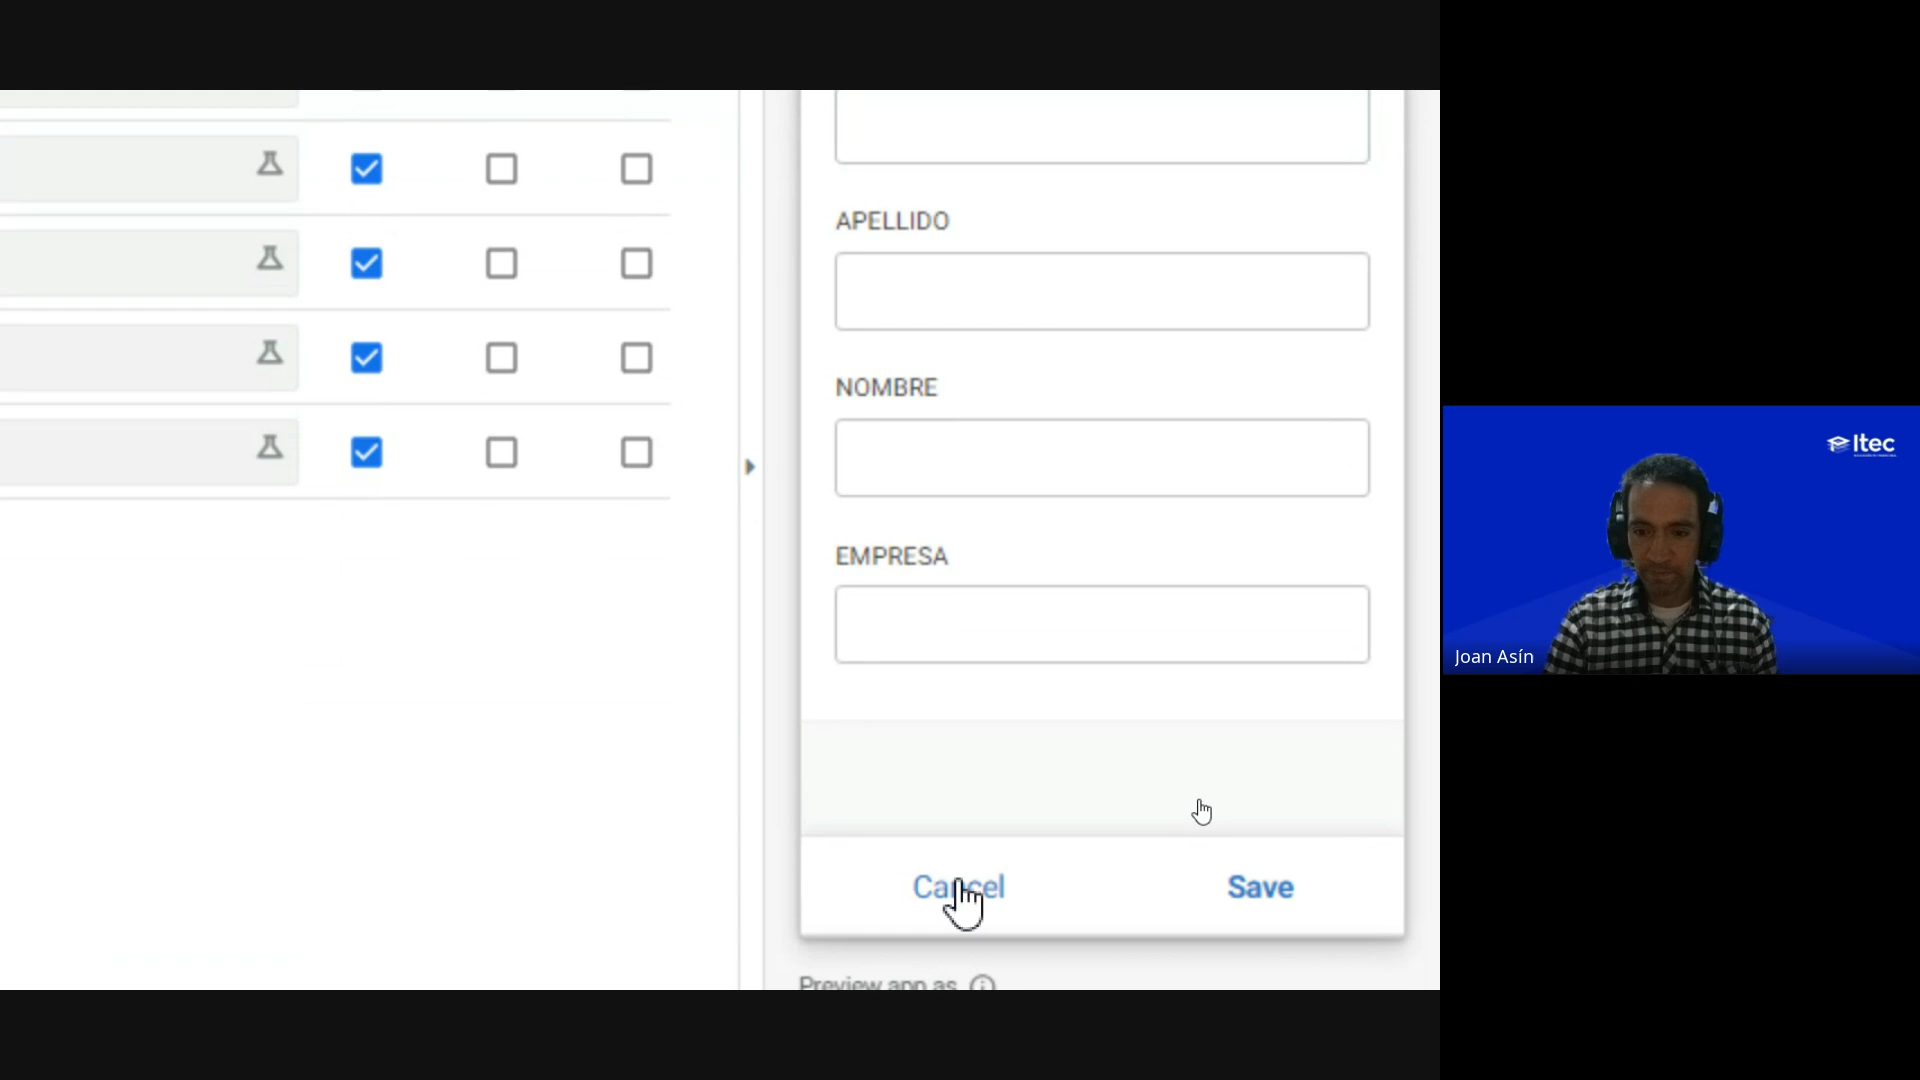 APELLIDO
NOMBRE
EMPRESA
Cancel
Save
Preview app as
Itec
Joan Asín